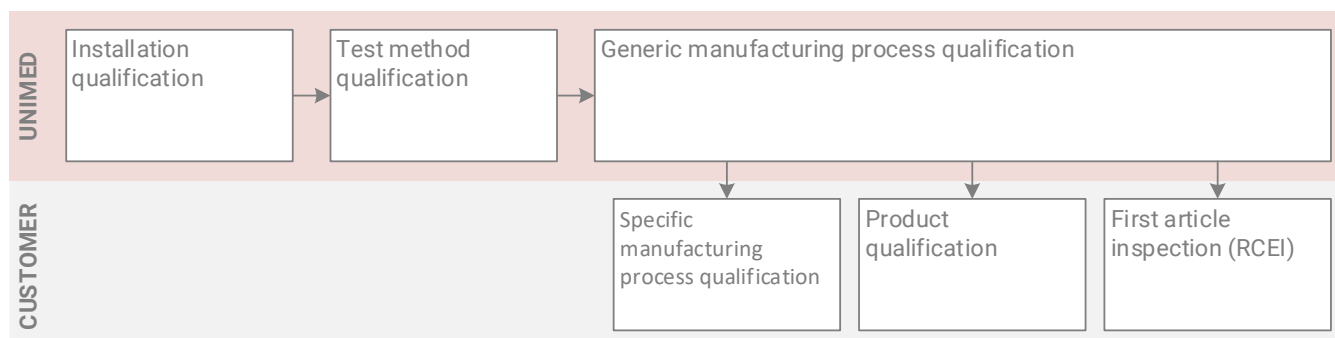 UNIMED
Installation
qualification
Test method
qualification
Generic manufacturing process qualification
CUSTOMER
Specific
manufacturing
process qualification
Product
qualification
First article
inspection (RCEI)